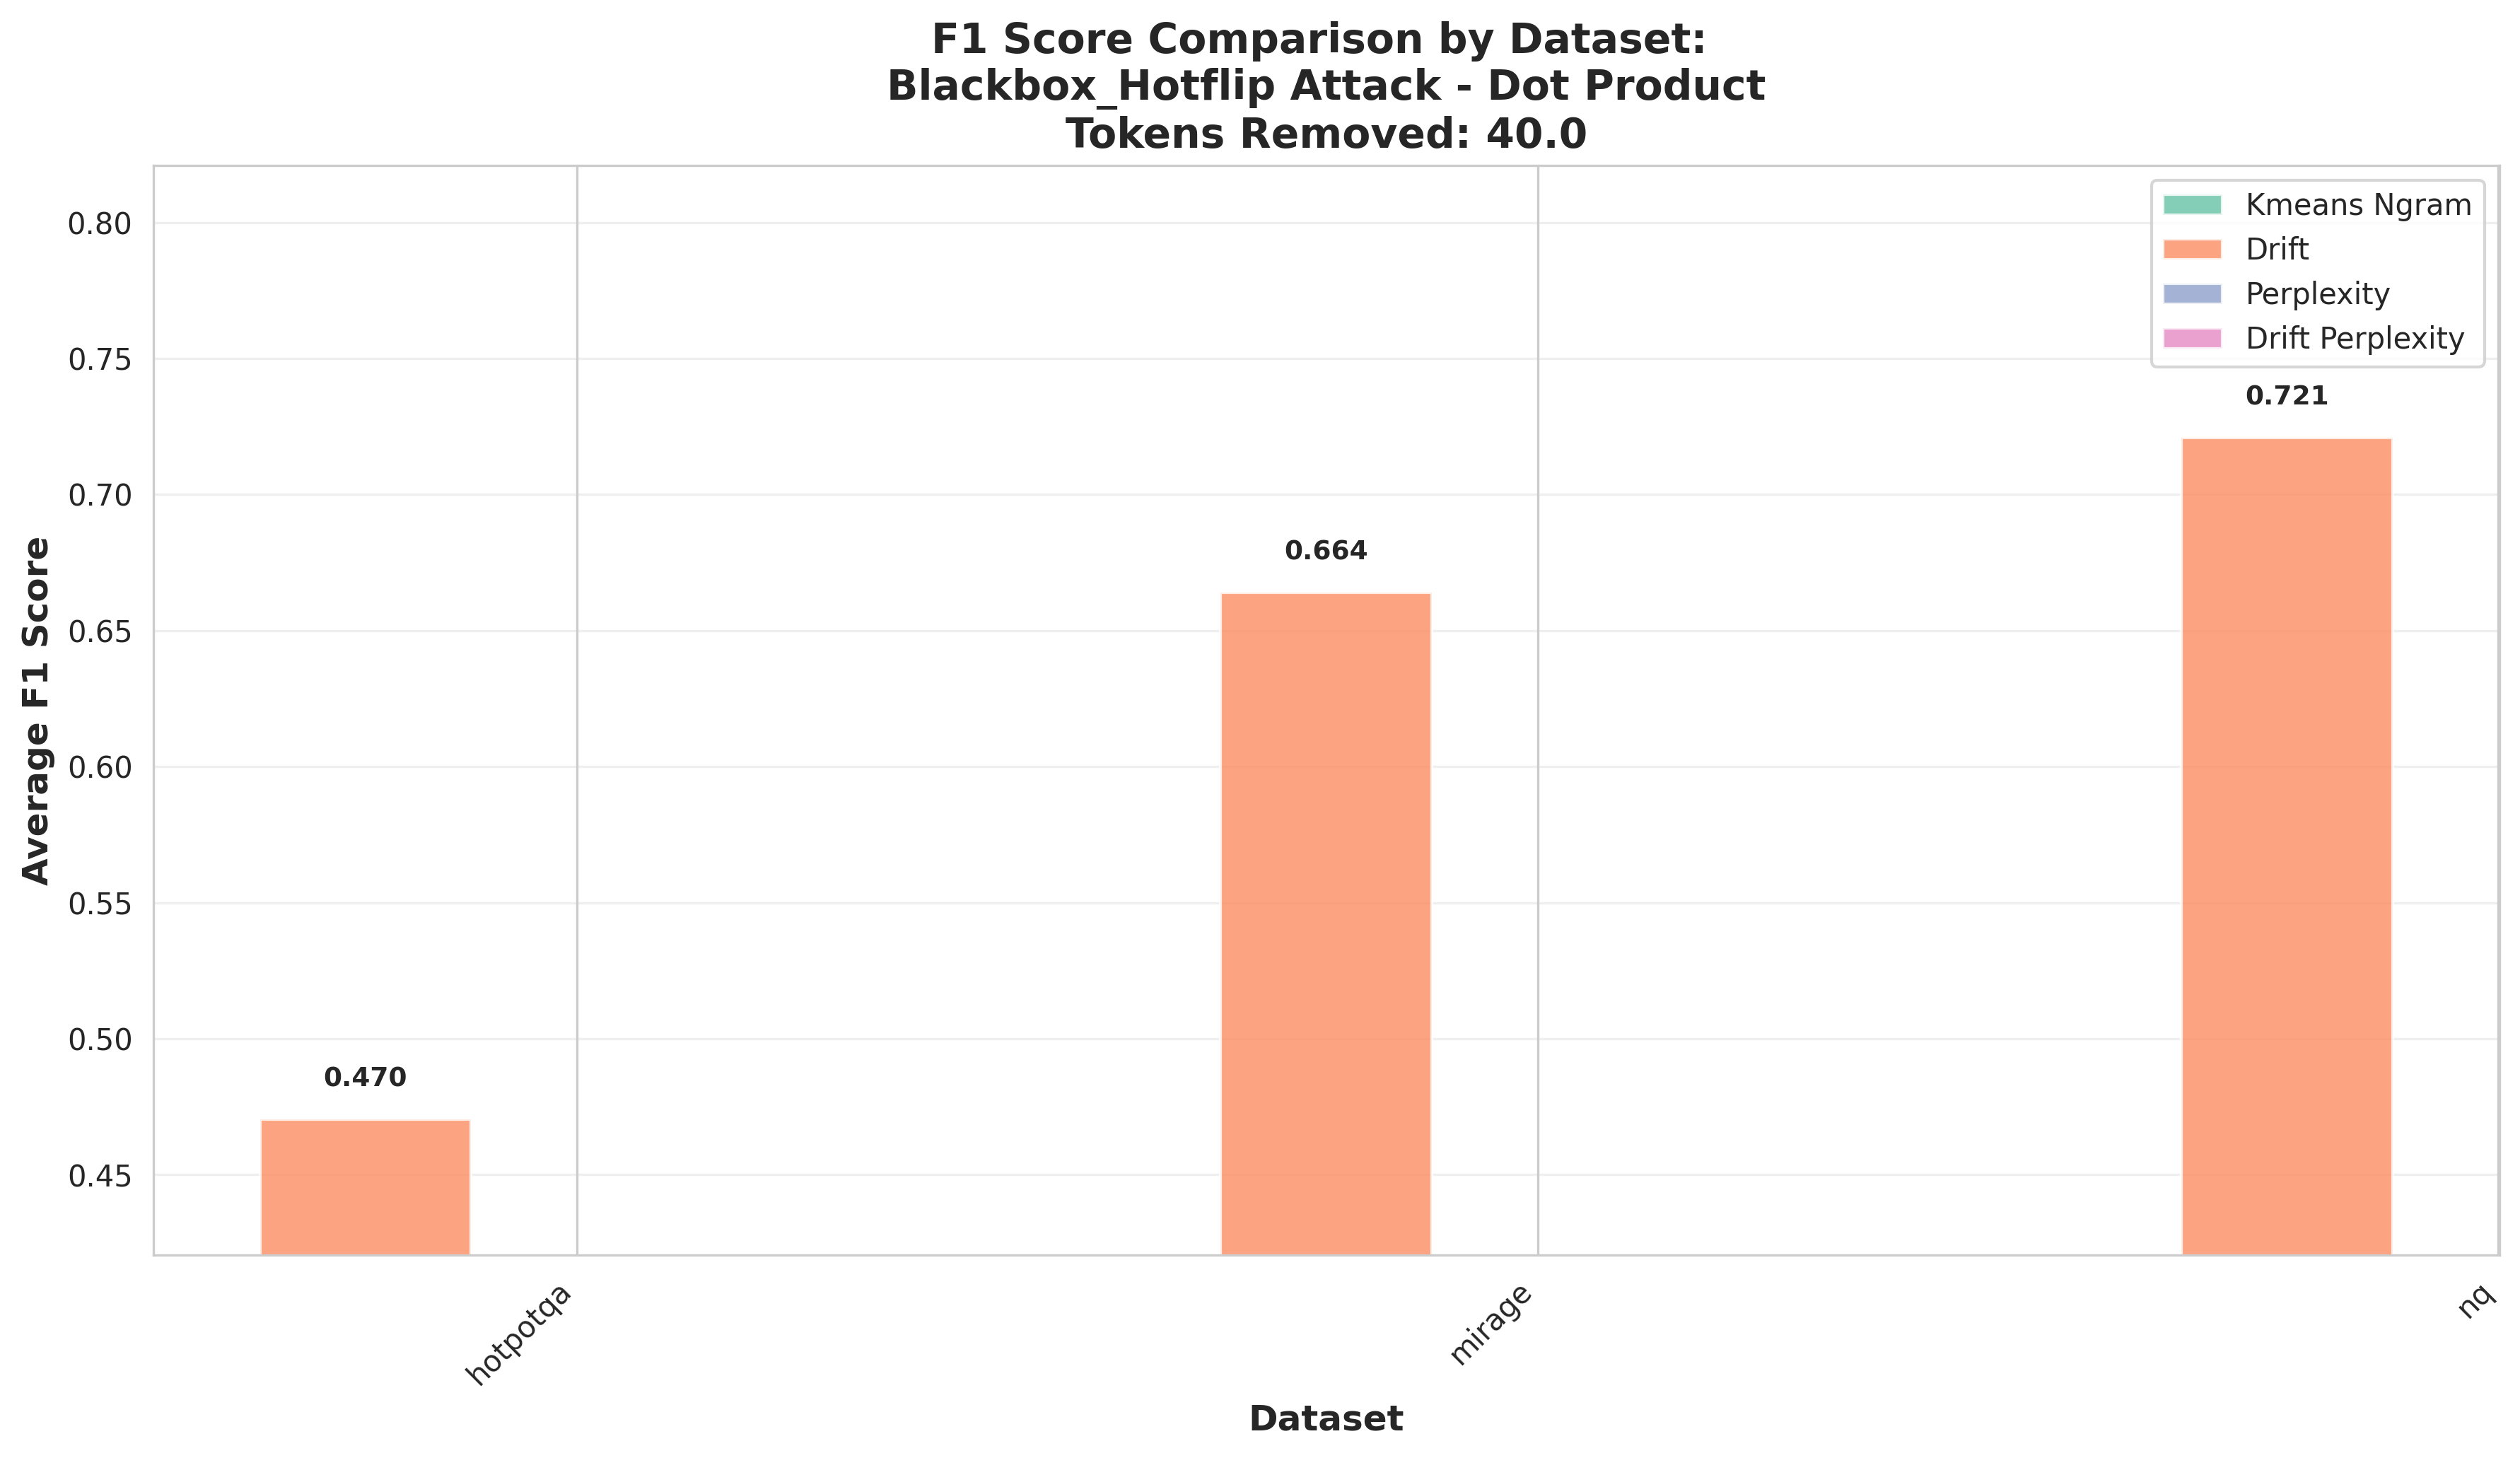 F1 Score Comparison by Dataset:
Blackbox_Hotflip Attack - Dot Product
Tokens Removed: 40.0
Average F1 Score
0.80
0.75
0.70
0.65
0.60
0.55
0.50
0.45
Kmeans Ngram
Drift
Perplexity
Drift Perplexity
0.470
0.664
0.721
hotpotqa
mirage
nq
Dataset